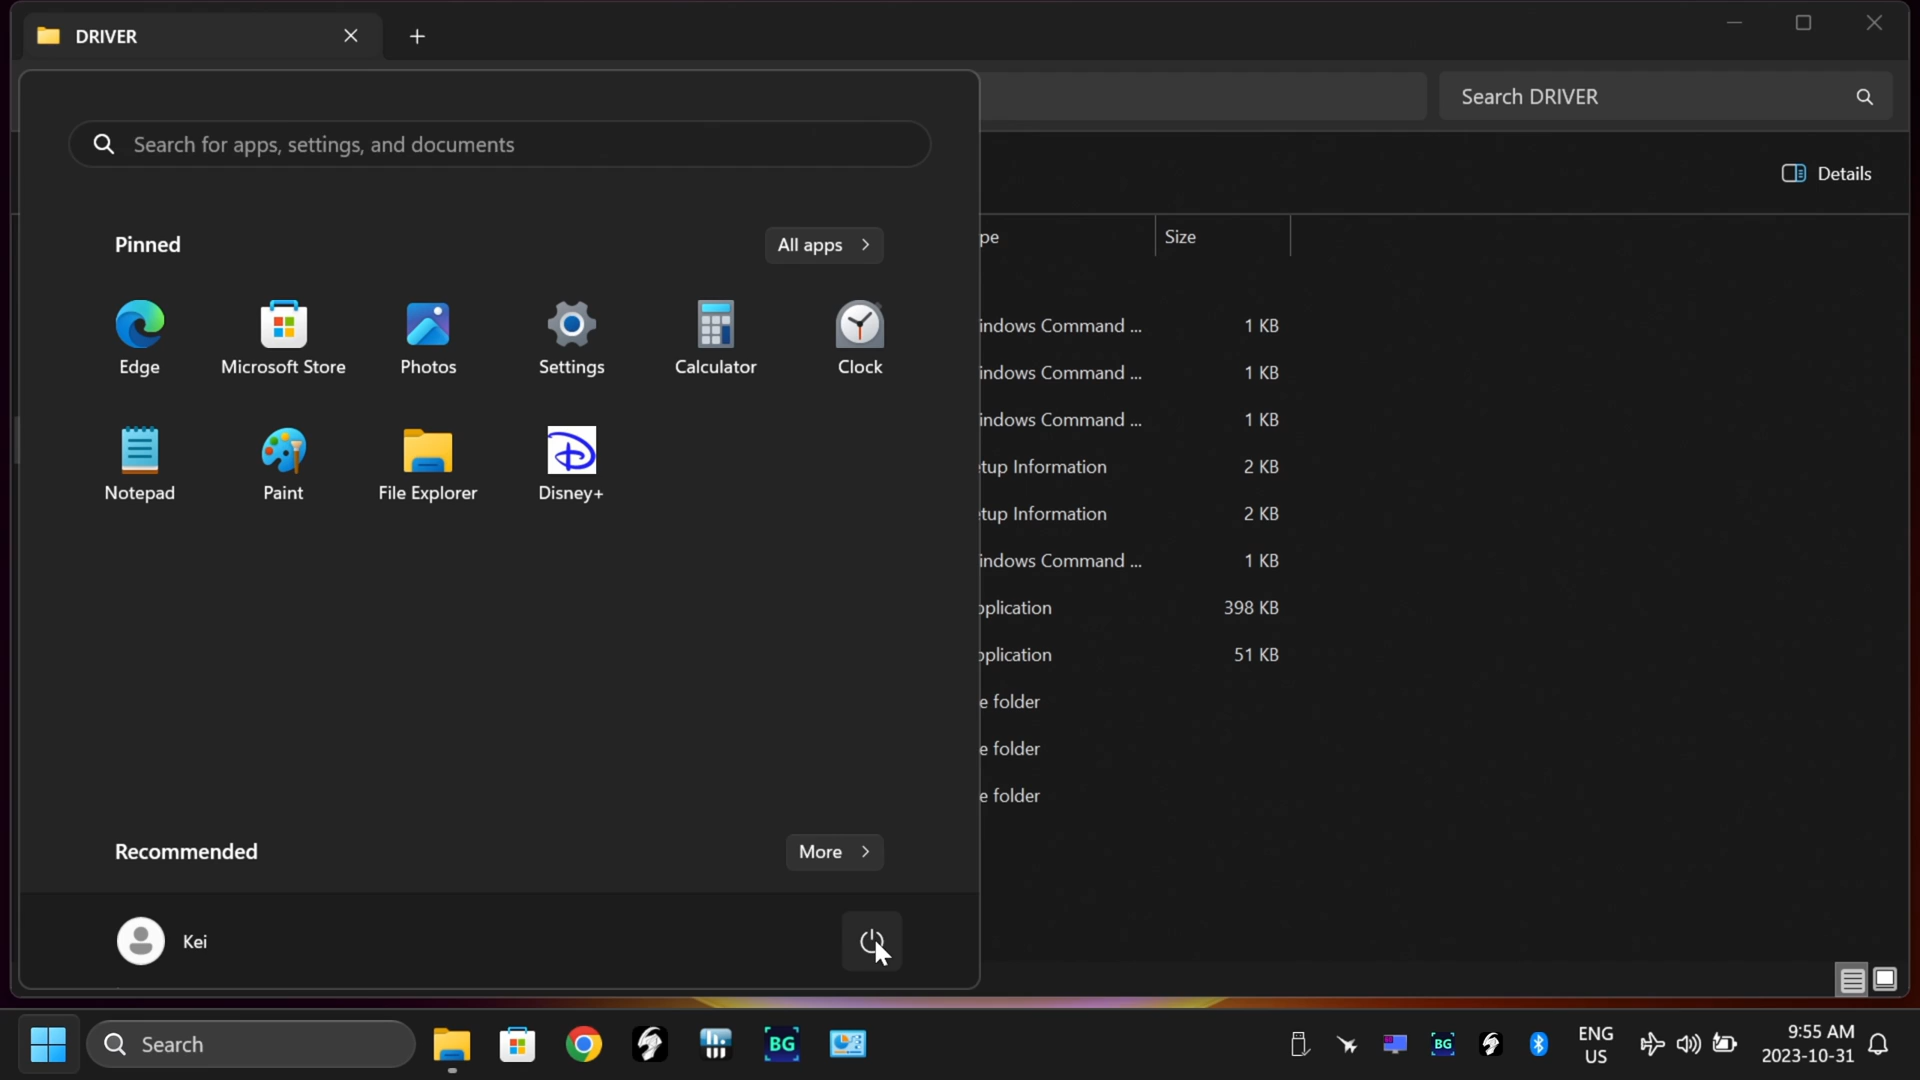 DRIVER
Search DRIVER
Search for apps, settings, and documents
Details
Pinned
All apps
pe
Size
Edge
Microsoft Store
Photos
Settings
Calculator
Clock
indows Command ...
1 KB
indows Command ...
1 KB
indows Command ...
1 KB
Notepad
Paint
File Explorer
Disney+
tup Information
2 KB
tup Information
2 KB
indows Command ...
1 KB
pplication
398 KB
pplication
51 KB
e folder
e folder
e folder
Recommended
More
Kei
Search
BG
BG
ENG
US
9:55 AM
2023-10-31